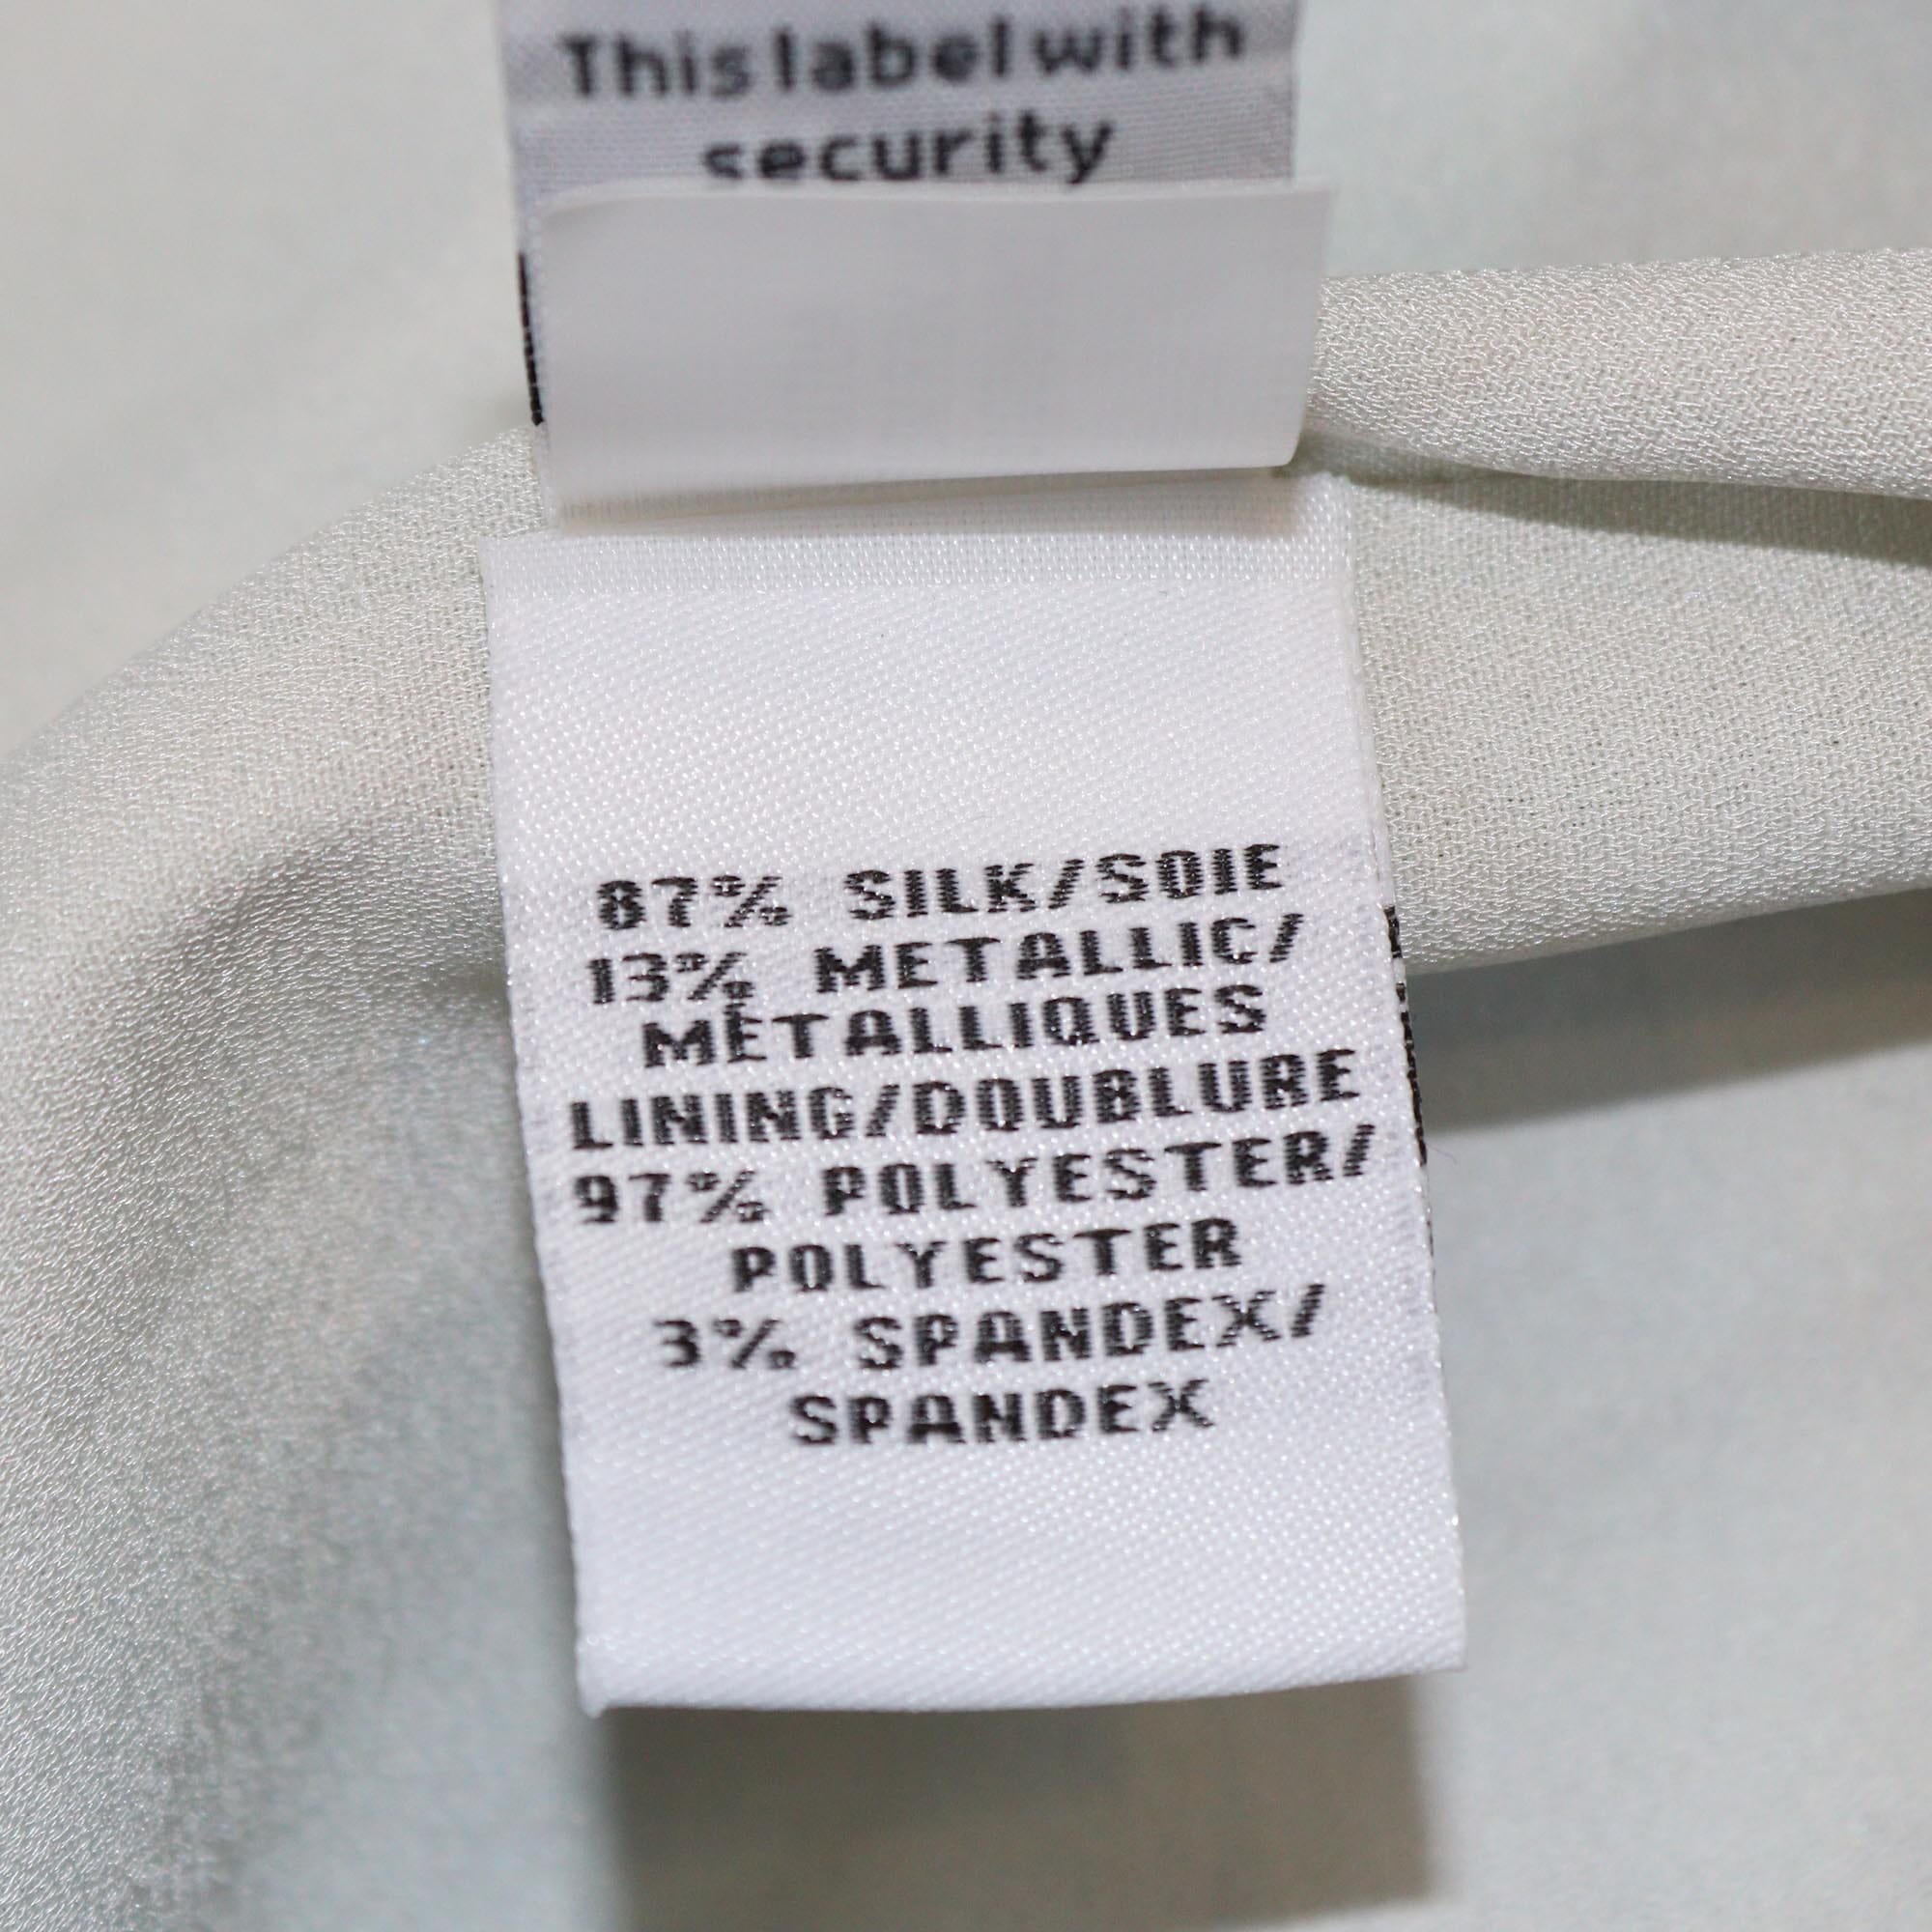 This label with
security
87% SILK/SOIE
13% METALLIC/
MÉTALLIQUES
LINING/DOUBLURE
97% POLYESTER/
POLYESTER
3% SPANDEX/
SPANDEX